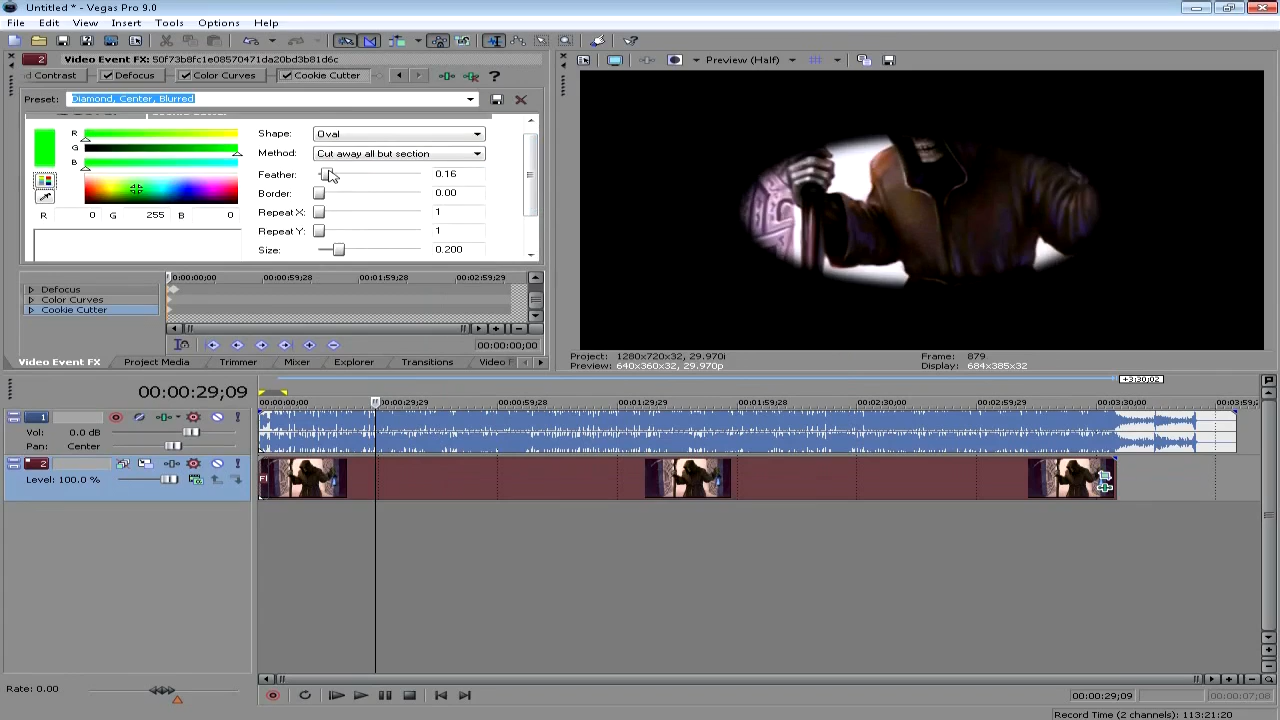 Untitled * - Vegas Pro 9.0
File Edit View Insert Tools Options Help
Preview (Half)
2 Video Event FX:
d Contrast Defocus Color Curves Cookie Cutter
Preset: Diamond, Center, Blurred
R
G
B
R 0 G 255 B 0
Shape: Oval
Method: Cut away all but section
Feather: 0.16
Border: 0.00
Repeat X: 1
Repeat Y: 1
Size: 0.200
0:00:00;00 00:00:59;28 00:01:59;28 00:02:59;29
Defocus
Color Curves
Cookie Cutter
00:00:00;00
Video Event FX Project Media Trimmer Mixer Explorer Transitions Video F
Project: 1280x720x32, 29.970i
Preview: 640x360x32, 29.970p
Frame: 879
Display: 684x385x32
00:00:29;09
+3:30;02
00:00:00;00 00:00:29;29 00:00:59;28 00:01:29;29 00:01:59;28 00:02:30;00 00:02:59;29 00:03:30;00
1
Vol: 0.0 dB
Pan: Center
2
Level: 100.0 %
Rate: 0.00
00:00:29;09
00:00:07;06
Record Time (2 channels): 113:21:20